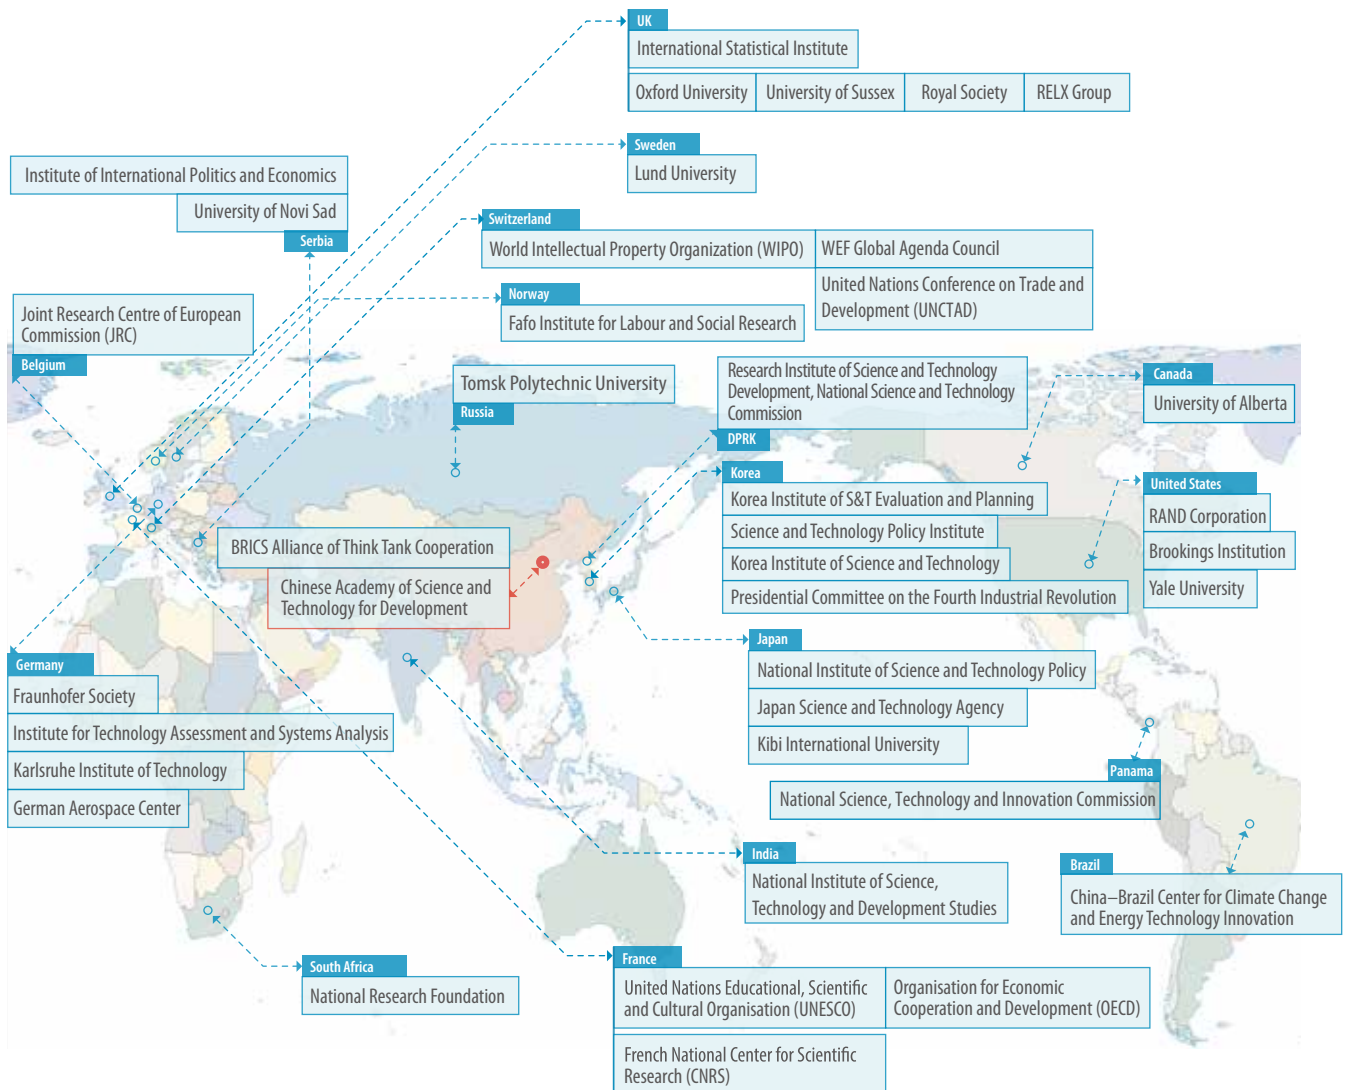 UK
International Statistical Institute
Oxford University
University of Sussex
Royal Society
RELX Group
Sweden
Lund University
Institute of International Politics and Economics
University of Novi Sad
Serbia
Switzerland
World Intellectual Property Organization (WIPO)
WEF Global Agenda Council
United Nations Conference on Trade and
Development (UNCTAD)
Norway
Fafo Institute for Labour and Social Research
Joint Research Centre of European
Commission (JRC)
Belgium
Tomsk Polytechnic University
Russia
Research Institute of Science and Technology
Development, National Science and Technology
Commission
DPRK
Canada
University of Alberta
Korea
Korea Institute of S&T Evaluation and Planning
Science and Technology Policy Institute
Korea Institute of Science and Technology
Presidential Committee on the Fourth Industrial Revolution
United States
RAND Corporation
Brookings Institution
Yale University
BRICS Alliance of Think Tank Cooperation
Chinese Academy of Science and
Technology for Development
Japan
National Institute of Science and Technology Policy
Japan Science and Technology Agency
Kibi International University
Germany
Fraunhofer Society
Institute for Technology Assessment and Systems Analysis
Karlsruhe Institute of Technology
German Aerospace Center
Panama
National Science, Technology and Innovation Commission
India
National Institute of Science,
Technology and Development Studies
Brazil
China–Brazil Center for Climate Change
and Energy Technology Innovation
South Africa
National Research Foundation
France
United Nations Educational, Scientific
and Cultural Organisation (UNESCO)
Organisation for Economic
Cooperation and Development (OECD)
French National Center for Scientific
Research (CNRS)